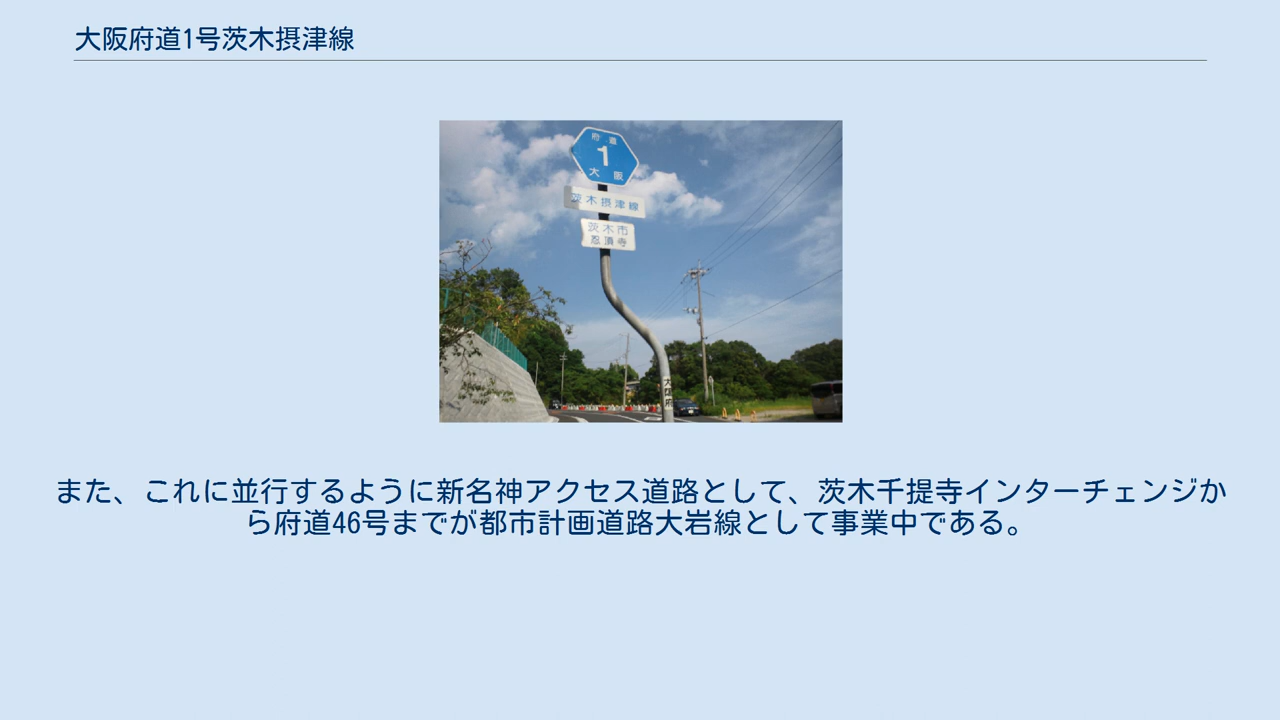 大阪府道1号茨木摂津線
府道
1
大阪
茨木摂津線
茨木市
忍頂寺
大阪府
また、これに並行するように新名神アクセス道路として、茨木千提寺インターチェンジか
ら府道46号までが都市計画道路大岩線として事業中である。